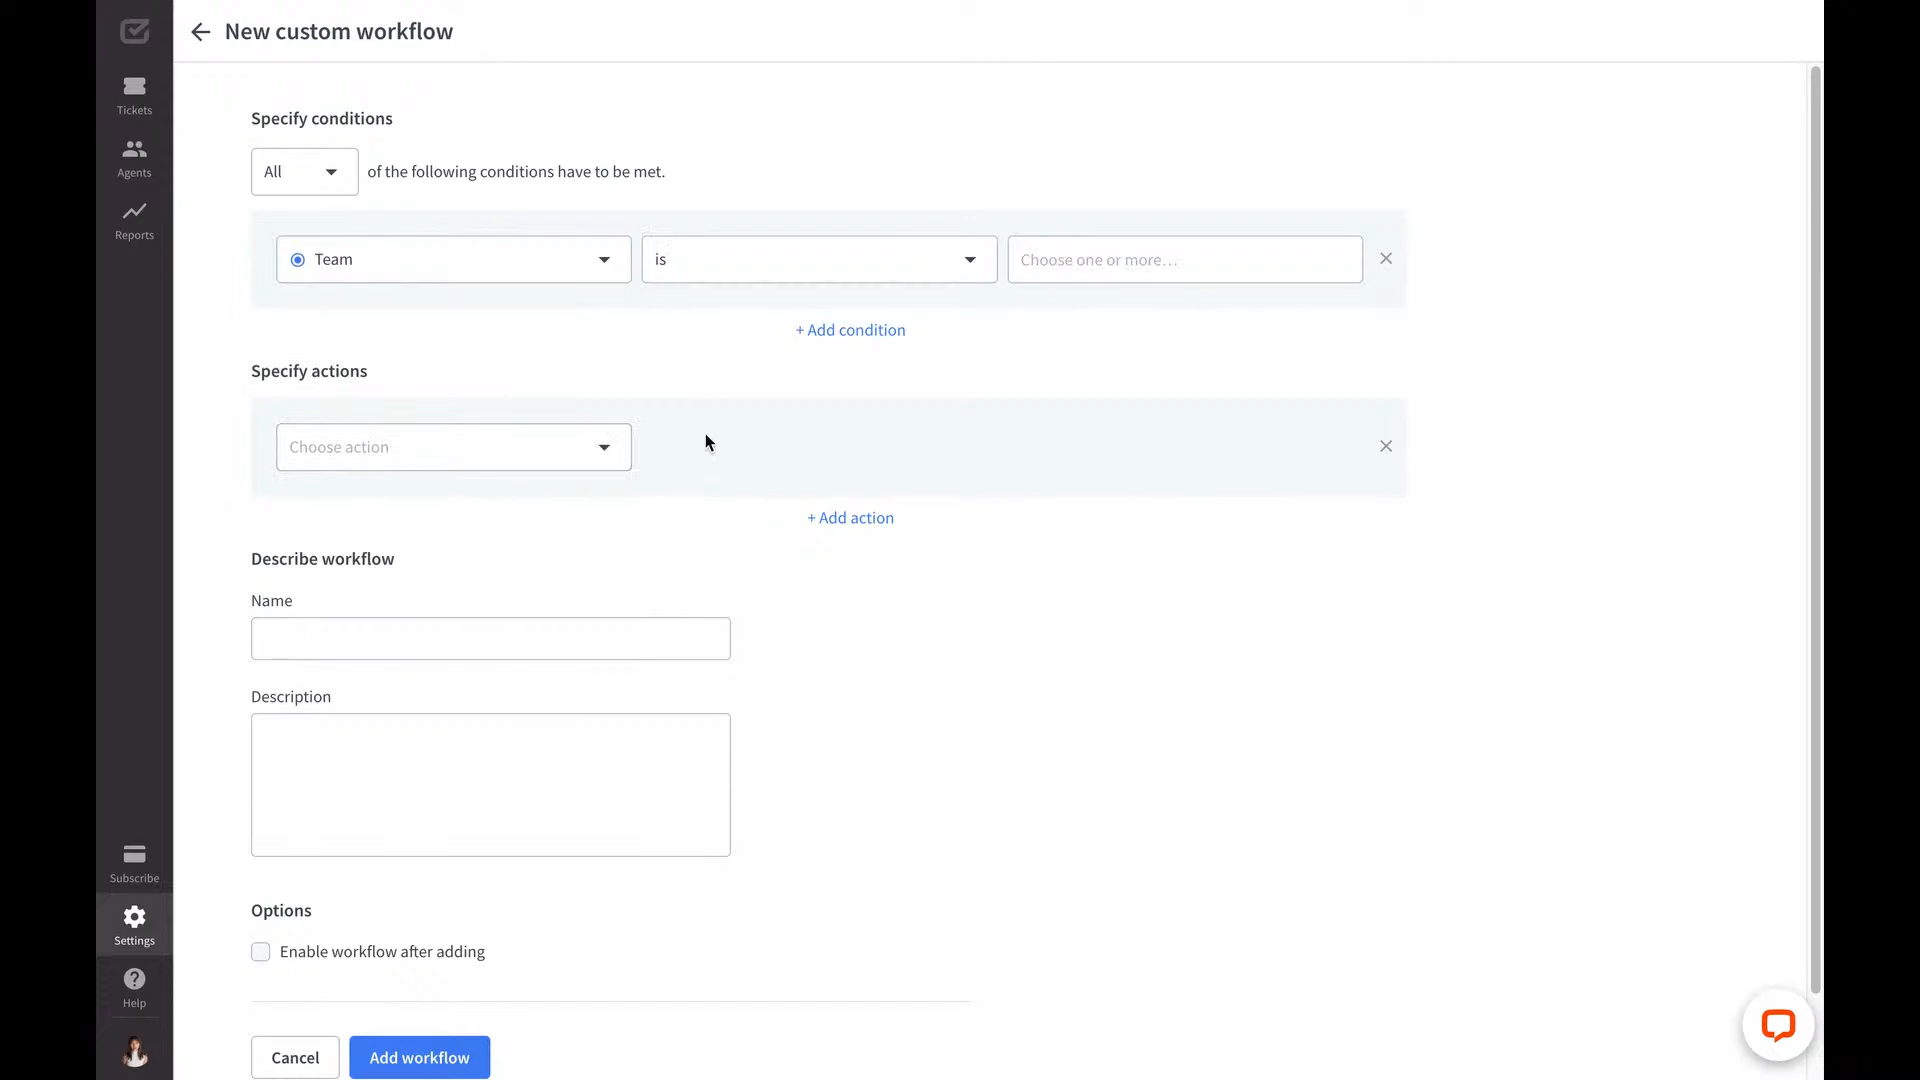 New custom workflow
Tickets
Agents
Reports
Specify conditions
All of the following conditions have to be met.
Team is Choose one or more...
+ Add condition
Specify actions
Choose action
+ Add action
Describe workflow
Name
Description
Subscribe
Settings
Help
Options
Enable workflow after adding
Cancel Add workflow